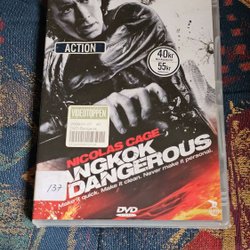 ACTION
40kr
55kr
VIDEOTOPPEN
NICOLAS CAGE
ANGKOK
DANGEROUS
Make it quick. Make it clean. Never make it personal.
137
DVD